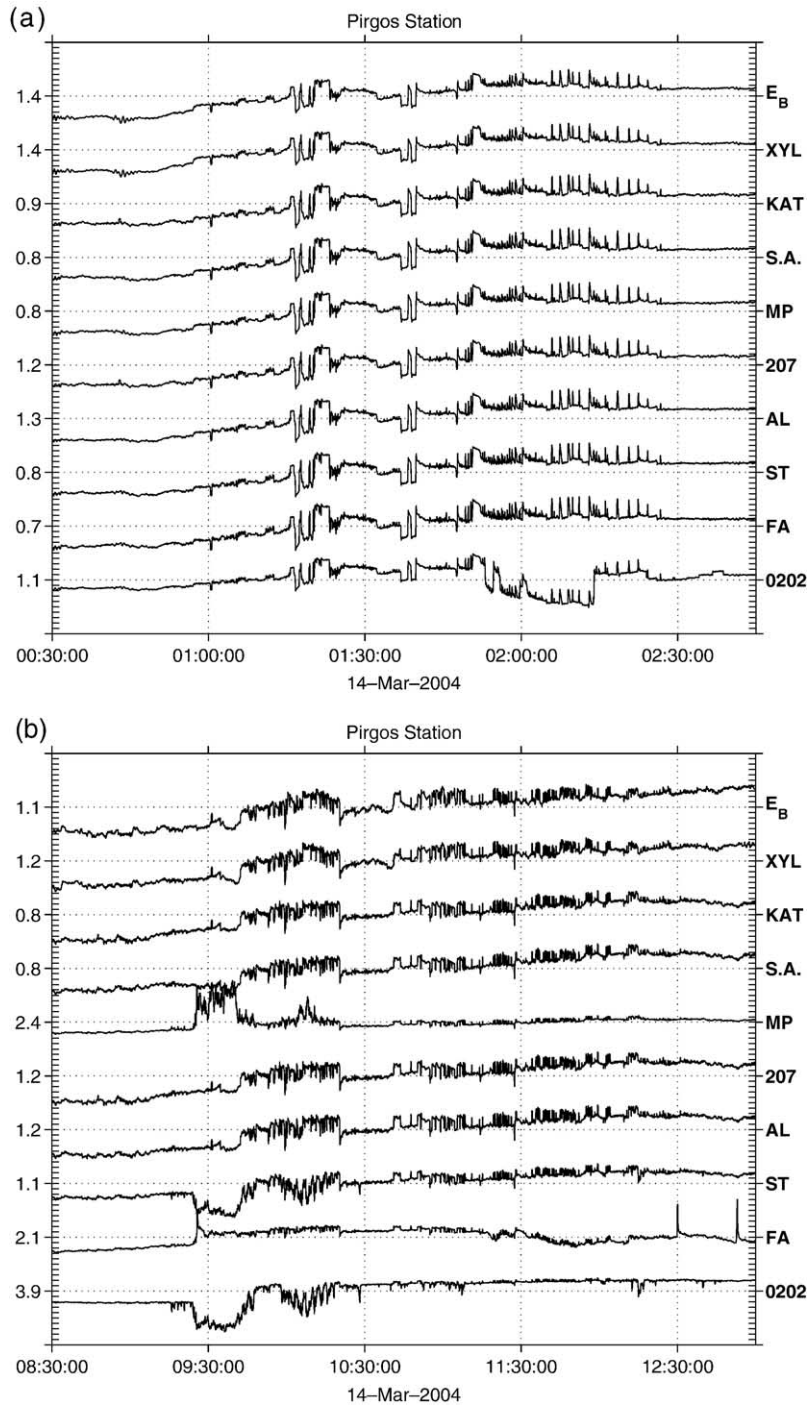 (a)
Pirgos Station
1.4 E_B
1.4 XYL
0.9 KAT
0.8 S.A.
0.8 MP
1.2 207
1.3 AL
0.8 ST
0.7 FA
1.1 0202
00:30:00 01:00:00 01:30:00 02:00:00 02:30:00
14–Mar–2004
(b)
Pirgos Station
1.1 E_B
1.2 XYL
0.8 KAT
0.8 S.A.
2.4 MP
1.2 207
1.2 AL
1.1 ST
2.1 FA
3.9 0202
08:30:00 09:30:00 10:30:00 11:30:00 12:30:00
14–Mar–2004